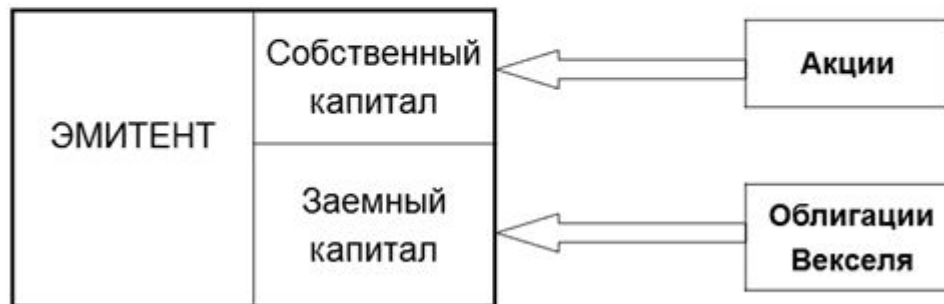 ЭМИТЕНТ
Собственный
капитал
Акции
Заемный
капитал
Облигации
Векселя